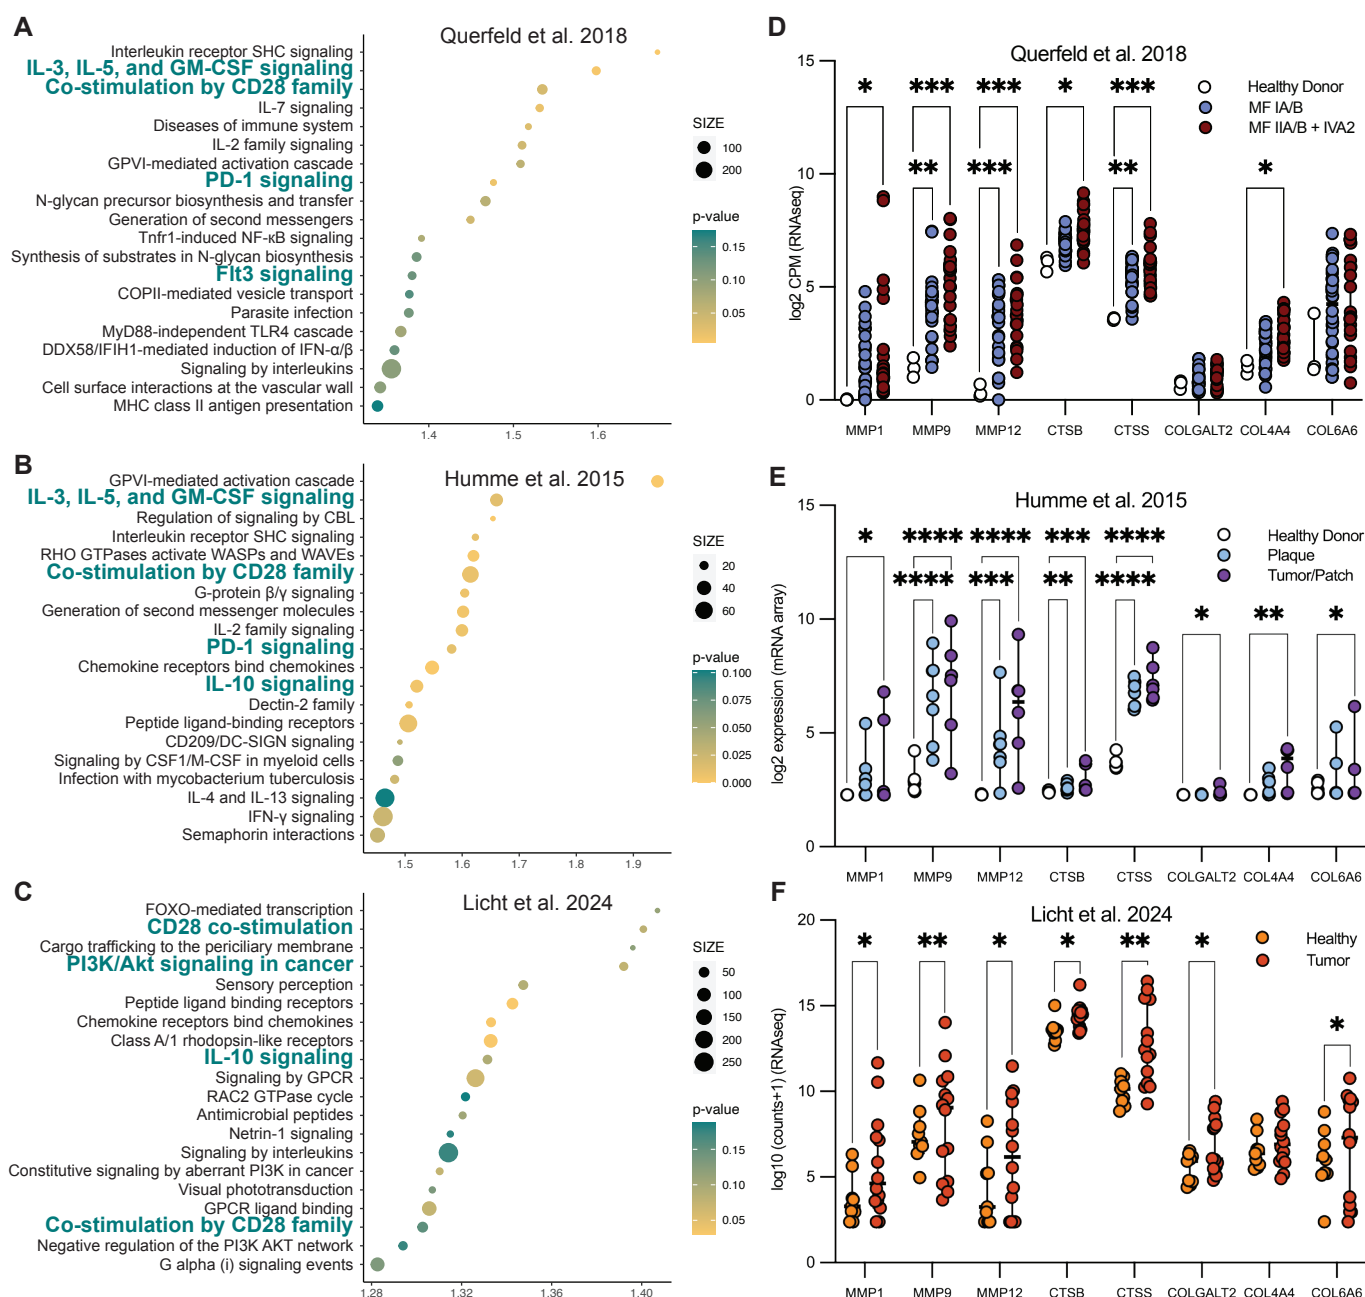 A
Querfeld et al. 2018
Interleukin receptor SHC signaling
IL-3, IL-5, and GM-CSF signaling
Co-stimulation by CD28 family
IL-7 signaling
Diseases of immune system
IL-2 family signaling
GPVI-mediated activation cascade
PD-1 signaling
N-glycan precursor biosynthesis and transfer
Generation of second messengers
Tnfr1-induced NF-κB signaling
Synthesis of substrates in N-glycan biosynthesis
Flt3 signaling
COPII-mediated vesicle transport
Parasite infection
MyD88-independent TLR4 cascade
DDX58/IFIH1-mediated induction of IFN-α/β
Signaling by interleukins
Cell surface interactions at the vascular wall
MHC class II antigen presentation
1.4 1.5 1.6
SIZE
100
200
p-value
0.15
0.10
0.05
B
Humme et al. 2015
GPVI-mediated activation cascade
IL-3, IL-5, and GM-CSF signaling
Regulation of signaling by CBL
Interleukin receptor SHC signaling
RHO GTPases activate WASPs and WAVEs
Co-stimulation by CD28 family
G-protein β/γ signaling
Generation of second messenger molecules
IL-2 family signaling
PD-1 signaling
Chemokine receptors bind chemokines
IL-10 signaling
Dectin-2 family
Peptide ligand-binding receptors
CD209/DC-SIGN signaling
Signaling by CSF1/M-CSF in myeloid cells
Infection with mycobacterium tuberculosis
IL-4 and IL-13 signaling
IFN-γ signaling
Semaphorin interactions
1.5 1.6 1.7 1.8 1.9
SIZE
20
40
60
p-value
0.100
0.075
0.050
0.025
0.000
C
Licht et al. 2024
FOXO-mediated transcription
CD28 co-stimulation
Cargo trafficking to the periciliary membrane
PI3K/Akt signaling in cancer
Sensory perception
Peptide ligand binding receptors
Chemokine receptors bind chemokines
Class A/1 rhodopsin-like receptors
IL-10 signaling
Signaling by GPCR
RAC2 GTPase cycle
Antimicrobial peptides
Netrin-1 signaling
Signaling by interleukins
Constitutive signaling by aberrant PI3K in cancer
Visual phototransduction
GPCR ligand binding
Co-stimulation by CD28 family
Negative regulation of the PI3K AKT network
G alpha (i) signaling events
1.28 1.32 1.36 1.40
SIZE
50
100
150
200
250
p-value
0.15
0.10
0.05
D
Querfeld et al. 2018
Healthy Donor
MF IA/B
MF IIA/B + IVA2
log2 CPM (RNAseq)
15
10
5
0
* *** *** * ***
** *** ** *
MMP1 MMP9 MMP12 CTSB CTSS COLGALT2 COL4A4 COL6A6
E
Humme et al. 2015
Healthy Donor
Plaque
Tumor/Patch
log2 expression (mRNA array)
15
10
5
0
* **** **** *** ****
**** *** ** ****
* ** *
MMP1 MMP9 MMP12 CTSB CTSS COLGALT2 COL4A4 COL6A6
F
Licht et al. 2024
Healthy
Tumor
log10 (counts+1) (RNAseq)
20
15
10
5
0
* ** * * ** *
*
MMP1 MMP9 MMP12 CTSB CTSS COLGALT2 COL4A4 COL6A6